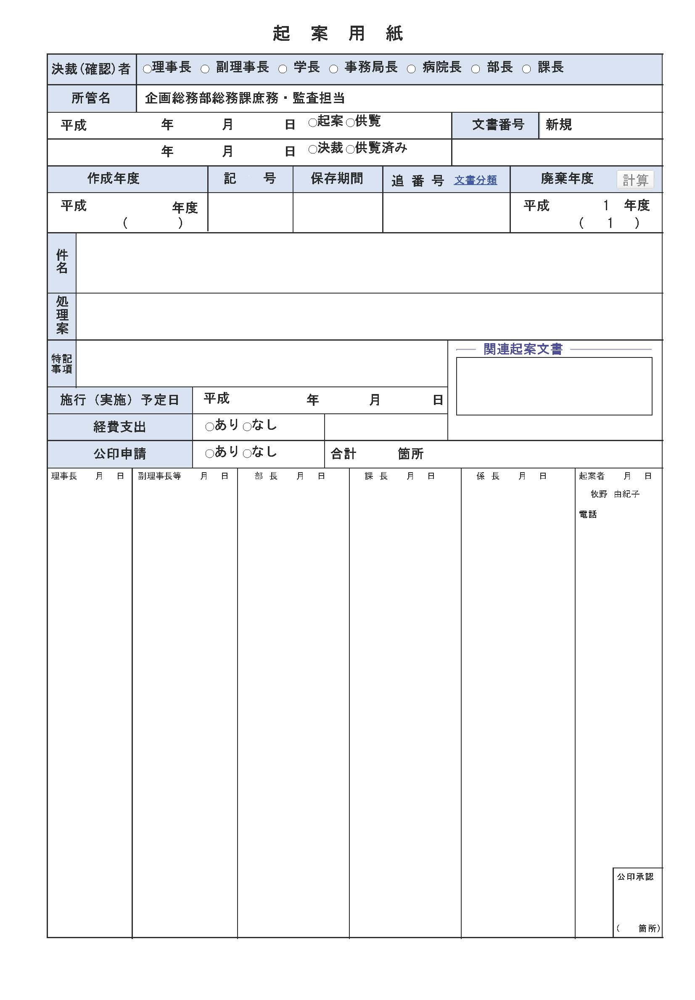 起 案 用 紙
決裁(確認)者 ○理事長 ○ 副理事長 ○ 学長 ○ 事務局長 ○ 病院長 ○ 部長 ○ 課長
所管名 企画総務部総務課庶務・監査担当
平成 年 月 日 ○起案○供覧 文書番号 新規
年 月 日 ○決裁○供覧済み
作成年度 記 号 保存期間 追 番 号 文書分類 廃棄年度 計算
平成 年度 平成 1 年度
( ) ( 1 )
件名
処理案
特記事項
関連起案文書
施行（実施）予定日 平成 年 月 日
経費支出 ○あり○なし
公印申請 ○あり○なし 合計 箇所
理事長 月 日 副理事長等 月 日 部 長 月 日 課 長 月 日 係 長 月 日 起案者 月 日
牧野 由紀子
電話
公印承認
( 箇所)